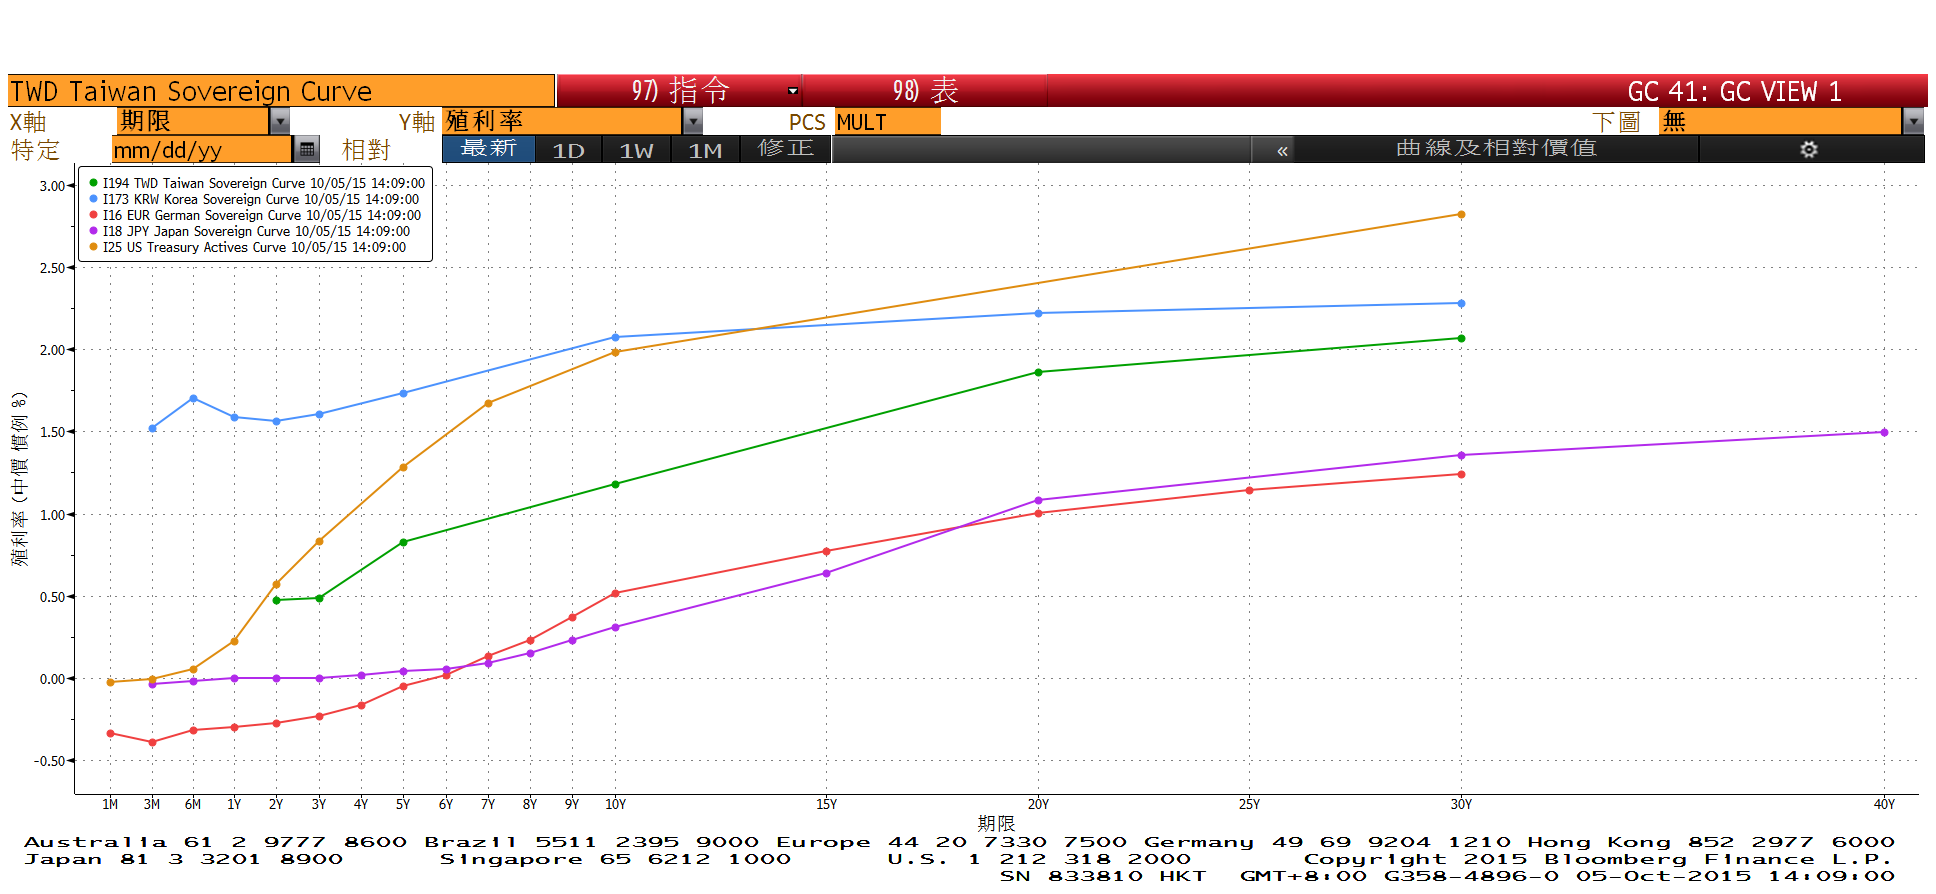 TWD Taiwan Sovereign Curve 97) 指令 98) 表 GC 41: GC VIEW 1
X軸 期限 Y軸 殖利率 PCS MULT 下圖 無
特定 mm/dd/yy 相對 最新 1D 1W 1M 修正 « 曲線及相對價值
I194 TWD Taiwan Sovereign Curve 10/05/15 14:09:00
I173 KRW Korea Sovereign Curve 10/05/15 14:09:00
I16 EUR German Sovereign Curve 10/05/15 14:09:00
I18 JPY Japan Sovereign Curve 10/05/15 14:09:00
I25 US Treasury Actives Curve 10/05/15 14:09:00
3.00
2.50
2.00
1.50
1.00
0.50
0.00
-0.50
殖利率 (中價 慣例 %)
1M 3M 6M 1Y 2Y 3Y 4Y 5Y 6Y 7Y 8Y 9Y 10Y 15Y 20Y 25Y 30Y 40Y
期限
Australia 61 2 9777 8600 Brazil 5511 2395 9000 Europe 44 20 7330 7500 Germany 49 69 9204 1210 Hong Kong 852 2977 6000
Japan 81 3 3201 8900 Singapore 65 6212 1000 U.S. 1 212 318 2000 Copyright 2015 Bloomberg Finance L.P.
SN 833810 HKT GMT+8:00 G358-4896-0 05-Oct-2015 14:09:00